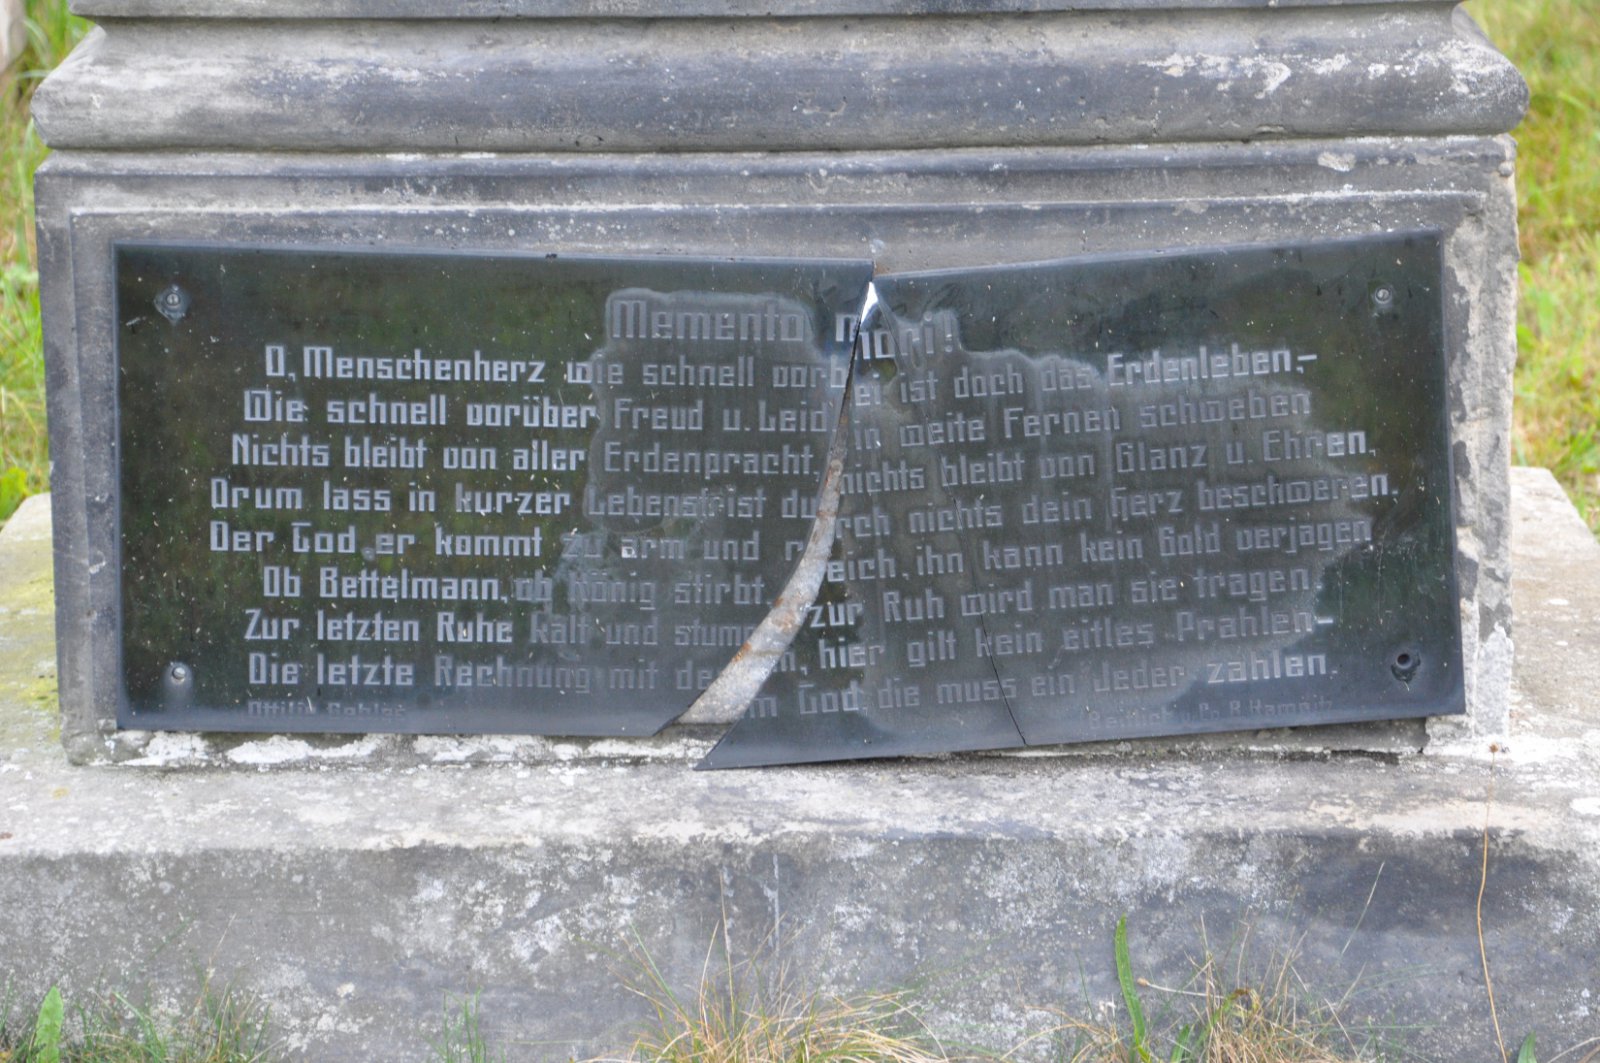 Memento mori!
O, Menschenherz wie schnell vorbei ist doch das Erdenleben,-
Wie schnell vorüber Freud u. Leid in weite Fernen schweben
Nichts bleibt von aller Erdenpracht, nichts bleibt von Glanz u. Ehren,
Drum lass in kurzer Lebensfrist durch nichts dein Herz beschweren.
Der Tod er kommt zu arm und reich, ihn kann kein Gold verjagen
Ob Bettelmann, ob König stirbt, zur Ruh wird man sie tragen.
Zur letzten Ruhe kalt und stumm, hier gilt kein eitles Prahlen-
Die letzte Rechnung mit dem Tod, die muss ein Jeder zahlen.